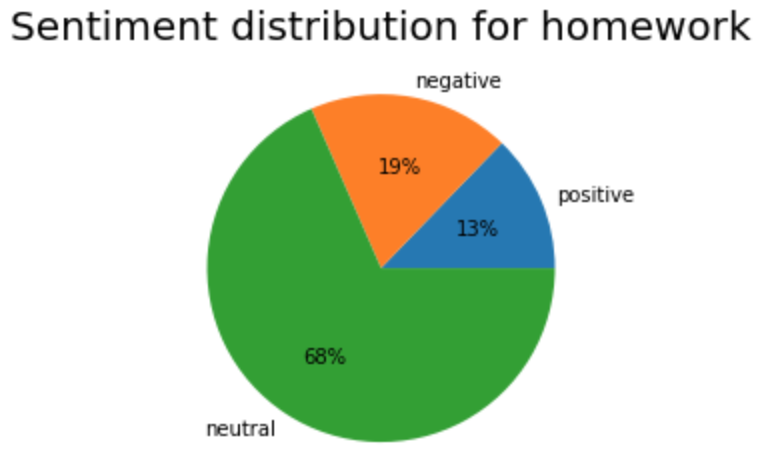 Sentiment distribution for homework
negative
19%
positive
13%
68%
neutral